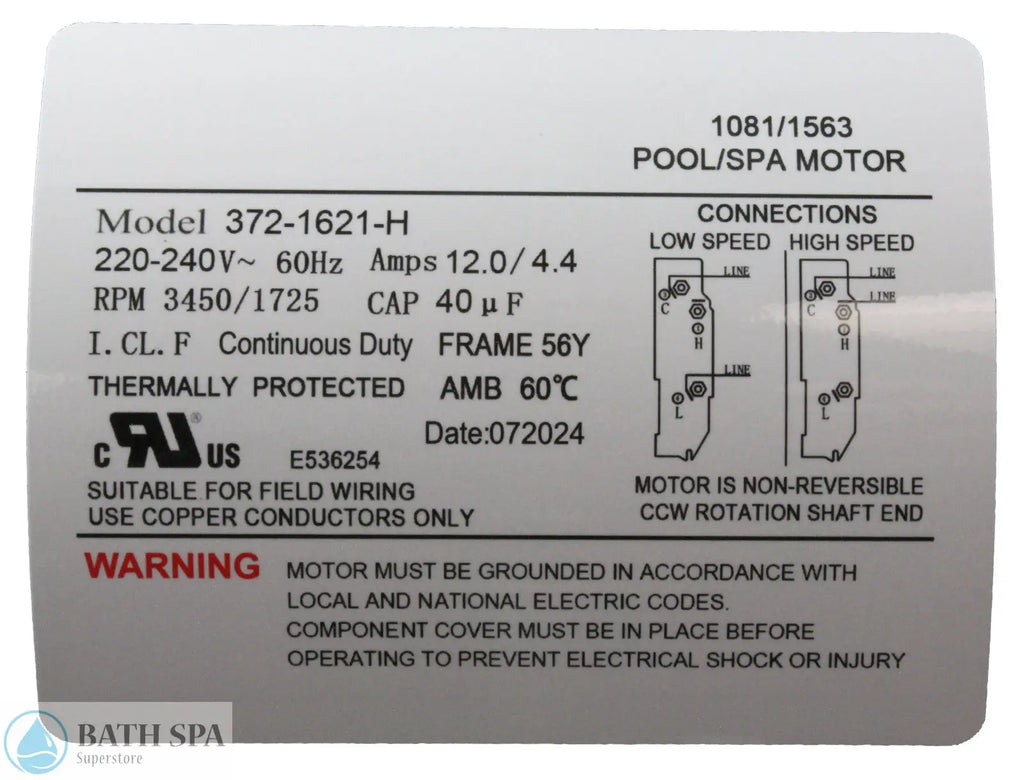 1081/1563
POOL/SPA MOTOR
Model 372-1621-H
220-240V~ 60Hz Amps 12.0/4.4
RPM 3450/1725 CAP 40μF
I.CL.F Continuous Duty FRAME 56Y
THERMALLY PROTECTED AMB 60℃
Date:072024
c RU® US E536254
SUITABLE FOR FIELD WIRING
USE COPPER CONDUCTORS ONLY
CONNECTIONS
LOW SPEED HIGH SPEED
LINE LINE
C C
LINE
H H
LINE
L L
MOTOR IS NON-REVERSIBLE
CCW ROTATION SHAFT END
WARNING MOTOR MUST BE GROUNDED IN ACCORDANCE WITH
LOCAL AND NATIONAL ELECTRIC CODES.
COMPONENT COVER MUST BE IN PLACE BEFORE
OPERATING TO PREVENT ELECTRICAL SHOCK OR INJURY
BATH SPA
Superstore